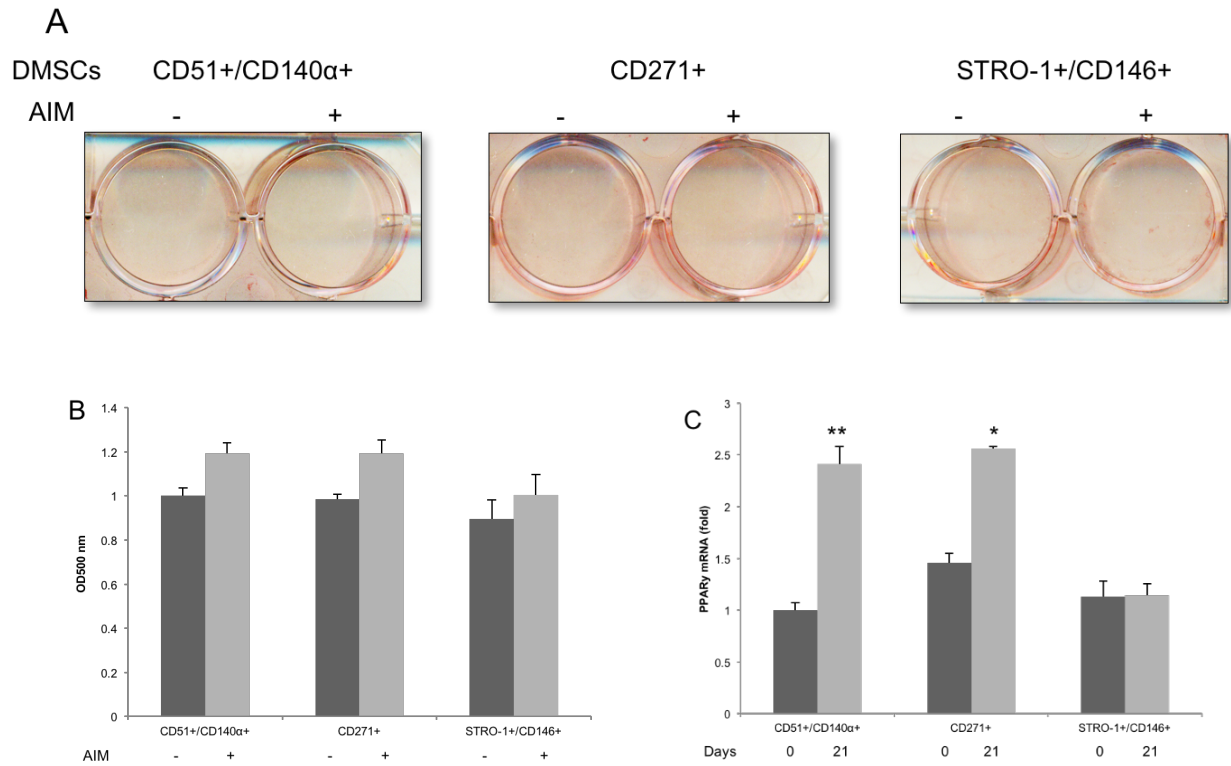 A
DMSCs CD51+/CD140α+ CD271+ STRO-1+/CD146+
AIM - + - + - +
B
1.4
1.2
1
0.8
0.6
0.4
0.2
0
OD500 nm
CD51+/CD140α+ CD271+ STRO-1+/CD146+
AIM - + - + - +
C
3
2.5
2
1.5
1
0.5
0
PPARγ mRNA (fold)
** *
CD51+/CD140α+ CD271+ STRO-1+/CD146+
Days 0 21 0 21 0 21